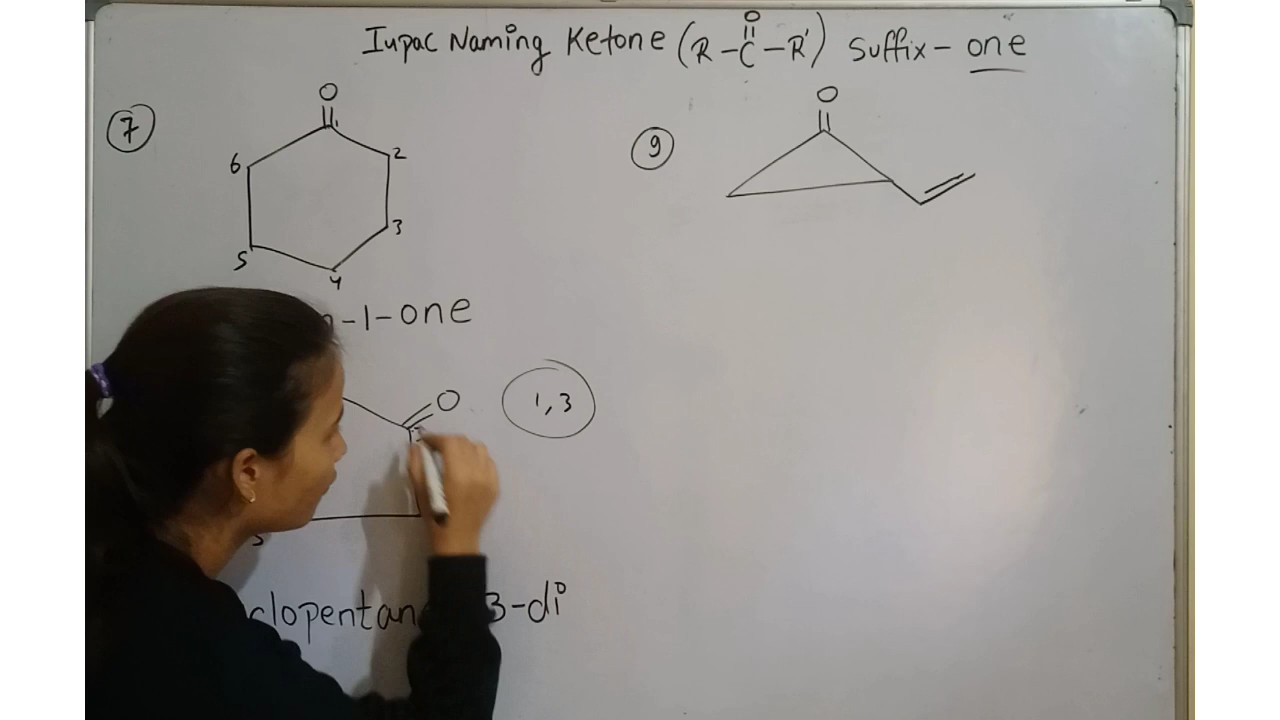 Iupac Naming Ketone (R-C-R') Suffix- one
O
7
O
1
2
3
4
5
6
-1-one
9
O
O
1,3
clopentan 3-di